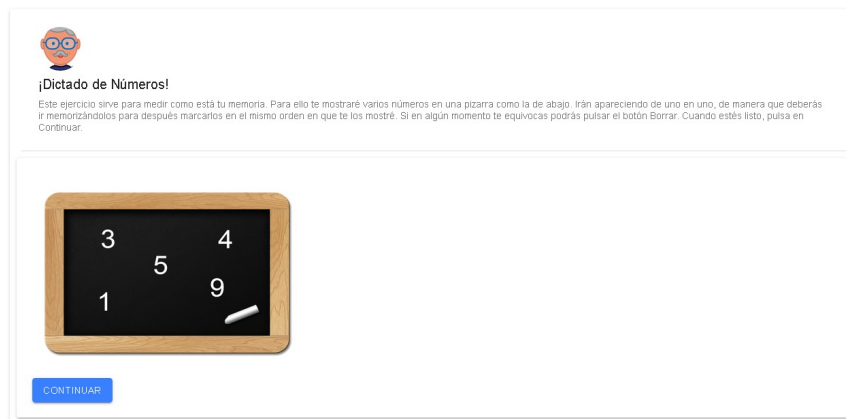 ¡Dictado de Números!
Este ejercicio sirve para medir como está tu memoria. Para ello te mostraré varios números en una pizarra como la de abajo. Irán apareciendo de uno en uno, de manera que deberás
ir memorizándolos para después marcarlos en el mismo orden en que te los mostré. Si en algún momento te equivocas podrás pulsar el botón Borrar. Cuando estés listo, pulsa en
Continuar.
3 4
5
9
1
CONTINUAR